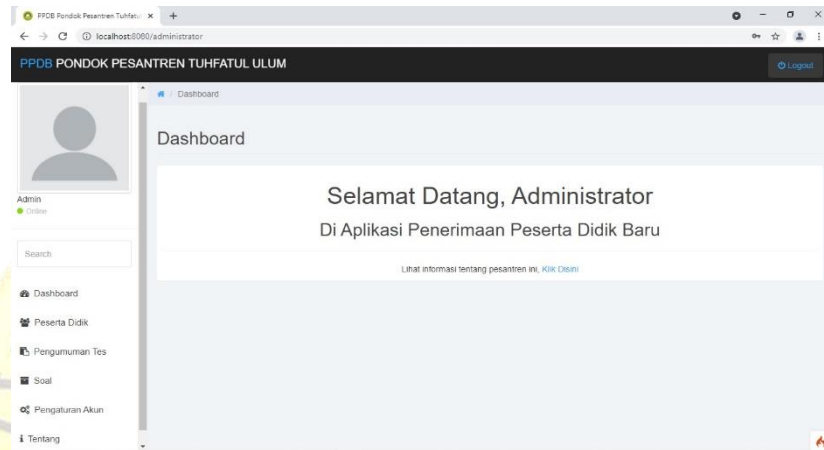 PPDB Pondok Pesantren Tuhfatu
localhost:8080/administrator
PPDB PONDOK PESANTREN TUHFATUL ULUM
Logout
Dashboard
Dashboard
Selamat Datang, Administrator
Di Aplikasi Penerimaan Peserta Didik Baru
Lihat informasi tentang pesantren ini, Klik Disini
Admin
Online
Search
Dashboard
Peserta Didik
Pengumuman Tes
Soal
Pengaturan Akun
Tentang